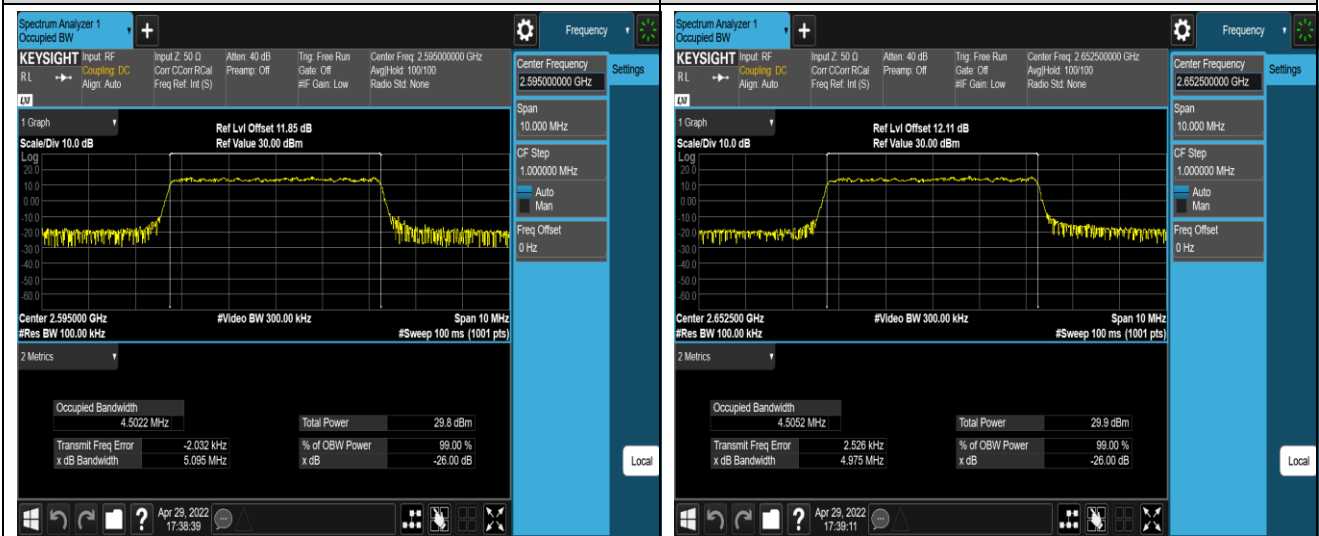 Spectrum Analyzer 1
Occupied BW
Frequency
KEYSIGHT
Input: RF
Coupling: DC
Align: Auto
Input Z: 50 Ω
Corr CCorr RCal
Freq Ref: Int (S)
Atten: 40 dB
Preamp: Off
Trig: Free Run
Gate: Off
#IF Gain: Low
Center Freq: 2.595000000 GHz
Avg|Hold: 100/100
Radio Std: None
RL
LXI
Center Frequency
2.595000000 GHz
Settings
Span
10.000 MHz
CF Step
1.000000 MHz
Auto
Man
Freq Offset
0 Hz
1 Graph
Ref Lvl Offset 11.85 dB
Scale/Div 10.0 dB
Ref Value 30.00 dBm
Log
20.0
10.0
0.00
-10.0
-20.0
-30.0
-40.0
-50.0
-60.0
Center 2.595000 GHz
#Video BW 300.00 kHz
Span 10 MHz
#Res BW 100.00 kHz
#Sweep 100 ms (1001 pts)
2 Metrics
Occupied Bandwidth
4.5022 MHz
Total Power 29.8 dBm
Transmit Freq Error -2.032 kHz
% of OBW Power 99.00 %
x dB Bandwidth 5.095 MHz
x dB -26.00 dB
Local
?
Apr 29, 2022
17:38:39
Spectrum Analyzer 1
Occupied BW
Frequency
KEYSIGHT
Input: RF
Coupling: DC
Align: Auto
Input Z: 50 Ω
Corr CCorr RCal
Freq Ref: Int (S)
Atten: 40 dB
Preamp: Off
Trig: Free Run
Gate: Off
#IF Gain: Low
Center Freq: 2.652500000 GHz
Avg|Hold: 100/100
Radio Std: None
RL
LXI
Center Frequency
2.652500000 GHz
Settings
Span
10.000 MHz
CF Step
1.000000 MHz
Auto
Man
Freq Offset
0 Hz
1 Graph
Ref Lvl Offset 12.11 dB
Scale/Div 10.0 dB
Ref Value 30.00 dBm
Log
20.0
10.0
0.00
-10.0
-20.0
-30.0
-40.0
-50.0
-60.0
Center 2.652500 GHz
#Video BW 300.00 kHz
Span 10 MHz
#Res BW 100.00 kHz
#Sweep 100 ms (1001 pts)
2 Metrics
Occupied Bandwidth
4.5052 MHz
Total Power 29.9 dBm
Transmit Freq Error 2.526 kHz
% of OBW Power 99.00 %
x dB Bandwidth 4.975 MHz
x dB -26.00 dB
Local
?
Apr 29, 2022
17:39:11